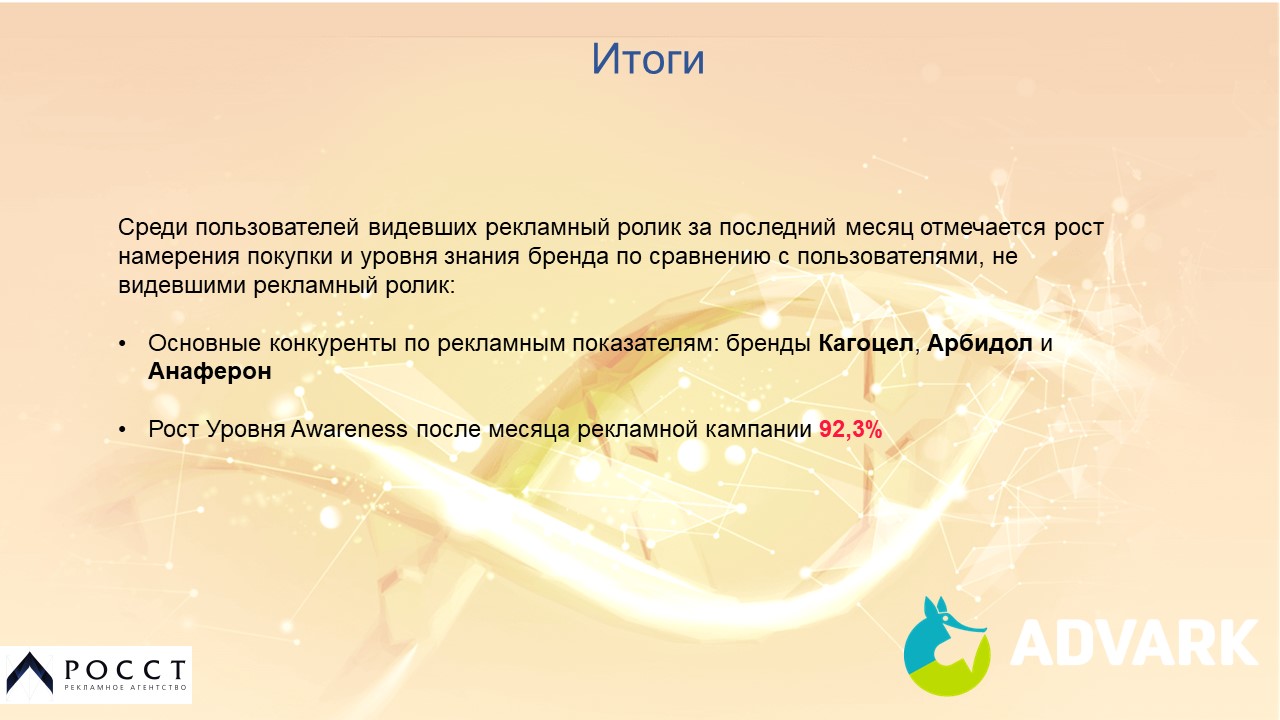 Итоги
Среди пользователей видевших рекламный ролик за последний месяц отмечается рост
намерения покупки и уровня знания бренда по сравнению с пользователями, не
видевшими рекламный ролик:
• Основные конкуренты по рекламным показателям: бренды Кагоцел, Арбидол и
Анаферон
• Рост Уровня Awareness после месяца рекламной кампании 92,3%
РОССТ
РЕКЛАМНОЕ АГЕНТСТВО
ADVARK